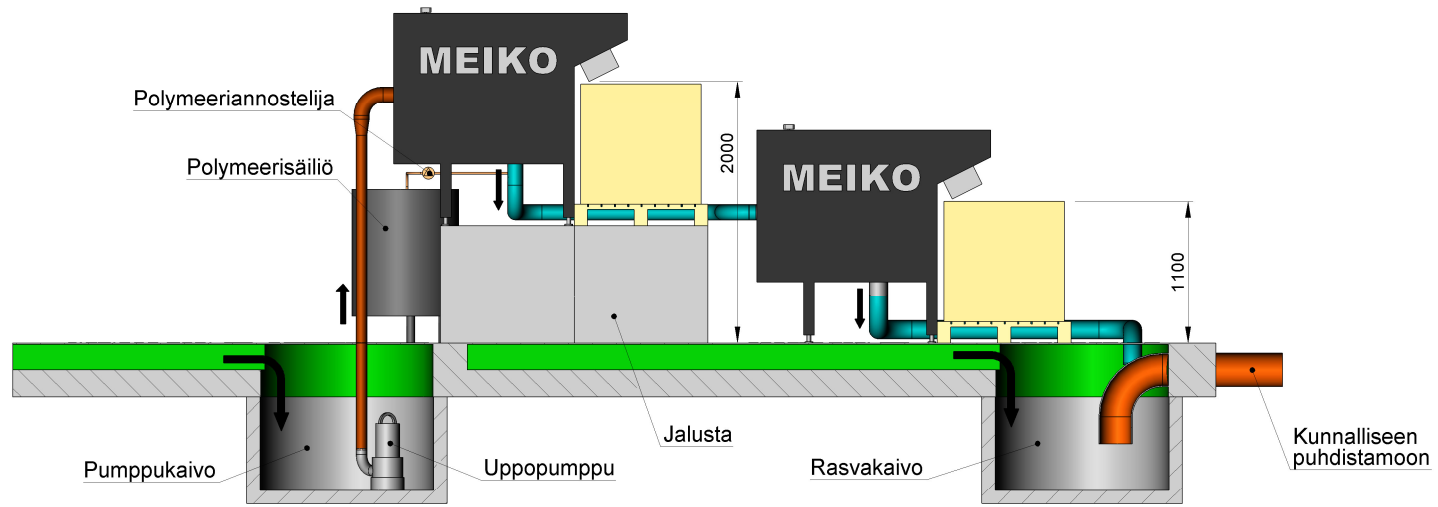 MEIKO
Polymeeriannostelija
2000
Polymeerisäiliö
MEIKO
1100
Jalusta
Kunnalliseen
puhdistamoon
Pumppukaivo
Uppopumppu
Rasvakaivo